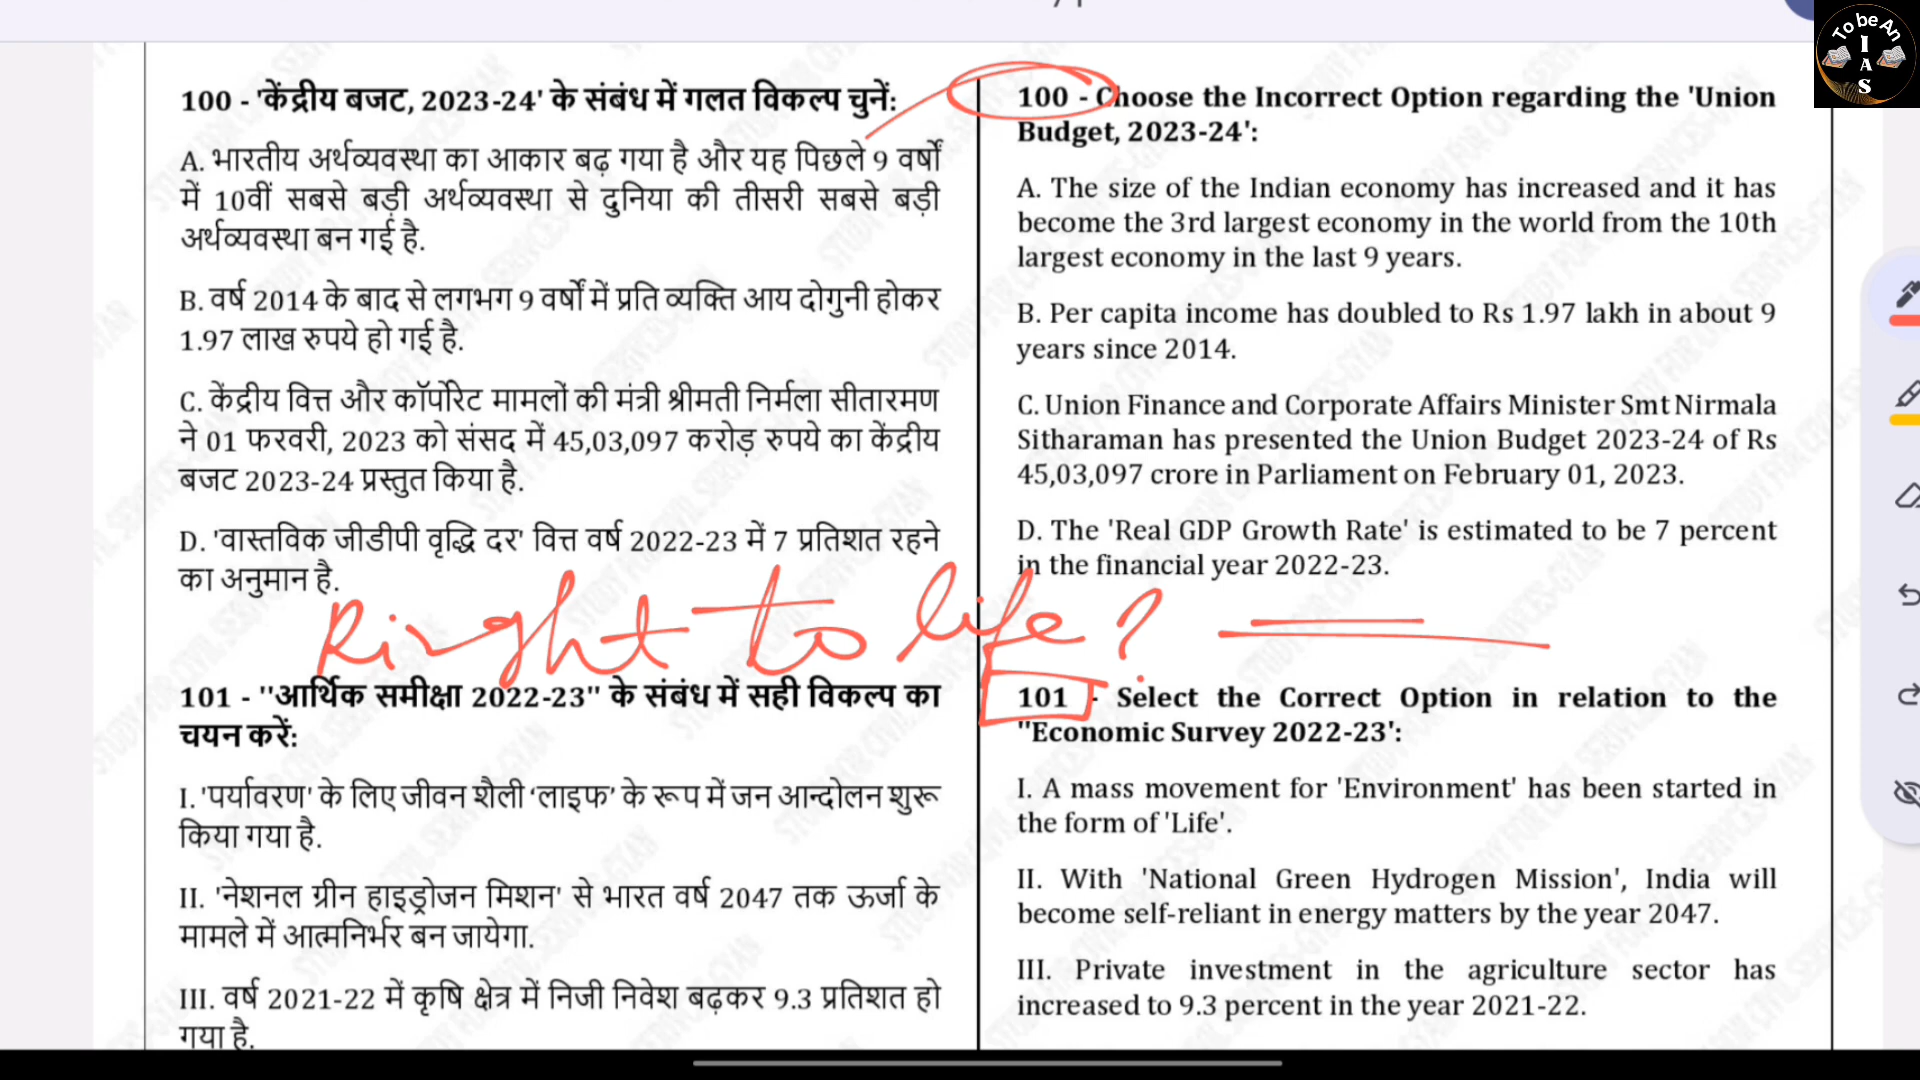 100 - 'केंद्रीय बजट, 2023-24' के संबंध में गलत विकल्प चुनें:
A. भारतीय अर्थव्यवस्था का आकार बढ़ गया है और यह पिछले 9 वर्षों
में 10वीं सबसे बड़ी अर्थव्यवस्था से दुनिया की तीसरी सबसे बड़ी
अर्थव्यवस्था बन गई है.
B. वर्ष 2014 के बाद से लगभग 9 वर्षों में प्रति व्यक्ति आय दोगुनी होकर
1.97 लाख रुपये हो गई है.
C. केंद्रीय वित्त और कॉर्पोरेट मामलों की मंत्री श्रीमती निर्मला सीतारमण
ने 01 फरवरी, 2023 को संसद में 45,03,097 करोड़ रुपये का केंद्रीय
बजट 2023-24 प्रस्तुत किया है.
D. 'वास्तविक जीडीपी वृद्धि दर' वित्त वर्ष 2022-23 में 7 प्रतिशत रहने
का अनुमान है.
101 - "आर्थिक समीक्षा 2022-23" के संबंध में सही विकल्प का
चयन करें:
I. 'पर्यावरण' के लिए जीवन शैली 'लाइफ' के रूप में जन आन्दोलन शुरू
किया गया है.
II. 'नेशनल ग्रीन हाइड्रोजन मिशन' से भारत वर्ष 2047 तक ऊर्जा के
मामले में आत्मनिर्भर बन जायेगा.
III. वर्ष 2021-22 में कृषि क्षेत्र में निजी निवेश बढ़कर 9.3 प्रतिशत हो
गया है.
100 - Choose the Incorrect Option regarding the 'Union
Budget, 2023-24':
A. The size of the Indian economy has increased and it has
become the 3rd largest economy in the world from the 10th
largest economy in the last 9 years.
B. Per capita income has doubled to Rs 1.97 lakh in about 9
years since 2014.
C. Union Finance and Corporate Affairs Minister Smt Nirmala
Sitharaman has presented the Union Budget 2023-24 of Rs
45,03,097 crore in Parliament on February 01, 2023.
D. The 'Real GDP Growth Rate' is estimated to be 7 percent
in the financial year 2022-23.
101 - Select the Correct Option in relation to the
"Economic Survey 2022-23':
I. A mass movement for 'Environment' has been started in
the form of 'Life'.
II. With 'National Green Hydrogen Mission', India will
become self-reliant in energy matters by the year 2047.
III. Private investment in the agriculture sector has
increased to 9.3 percent in the year 2021-22.
Right to life?
To be An
I
A
S